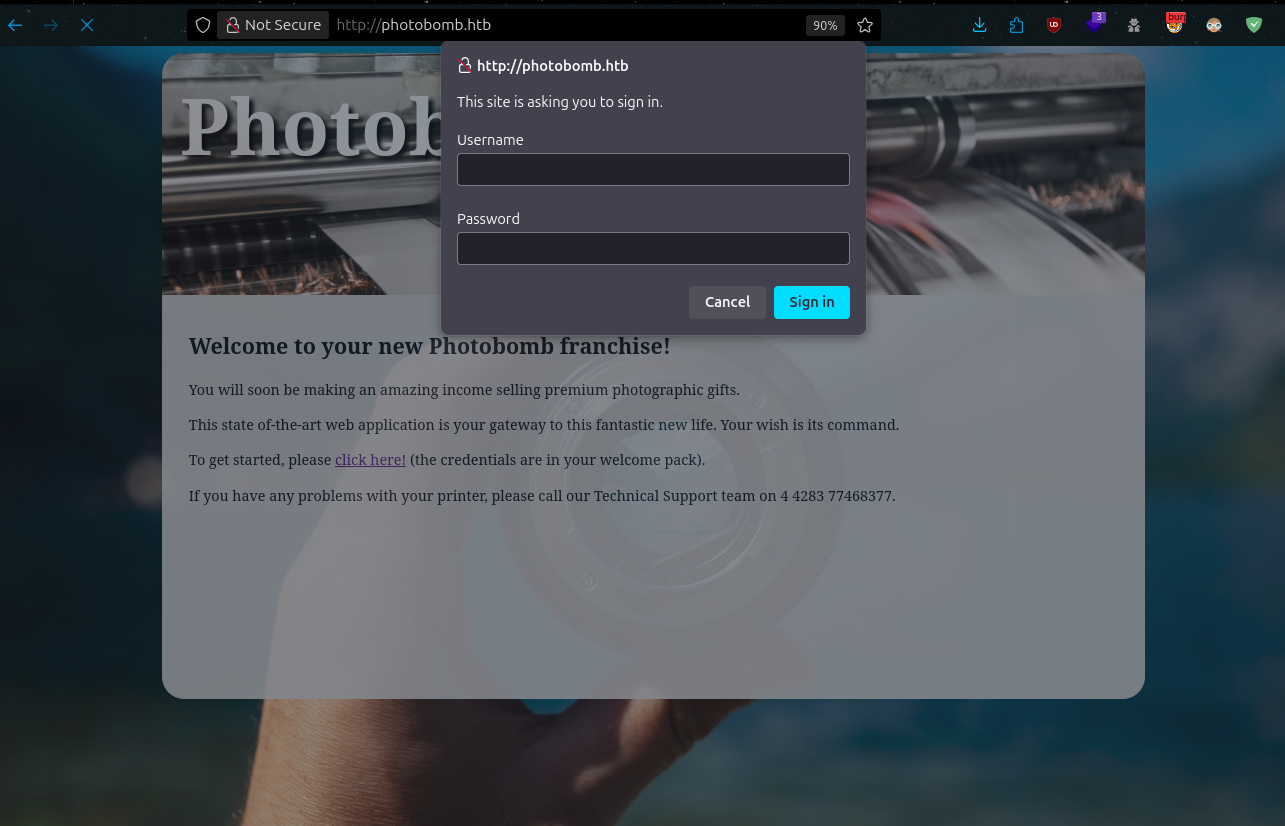 Not Secure http://photobomb.htb 90% UD 3 burp
http://photobomb.htb
This site is asking you to sign in.
Photob
Username
Password
Cancel Sign in
Welcome to your new Photobomb franchise!
You will soon be making an amazing income selling premium photographic gifts.
This state of-the-art web application is your gateway to this fantastic new life. Your wish is its command.
To get started, please click here! (the credentials are in your welcome pack).
If you have any problems with your printer, please call our Technical Support team on 4 4283 77468377.